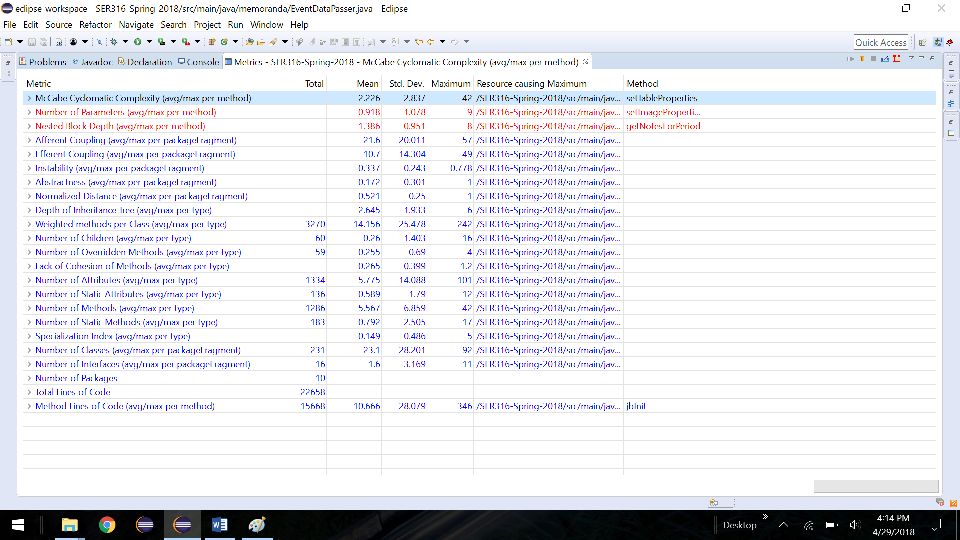 eclipse workspace SER316 Spring 2018/src/main/java/memoranda/EventDataPasser.java - Eclipse
File Edit Source Refactor Navigate Search Project Run Window Help
Quick Access
Problems Javadoc Declaration Console Metrics - SER316-Spring-2018 - McCabe Cyclomatic Complexity (avg/max per method)
Metric Total Mean Std. Dev. Maximum Resource causing Maximum Method
McCabe Cyclomatic Complexity (avg/max per method) 2.226 2.837 42 /SER316-Spring-2018/src/main/jav... setTableProperties
Number of Parameters (avg/max per method) 0.918 1.078 9 /SER316-Spring-2018/src/main/jav... setImageProperti...
Nested Block Depth (avg/max per method) 1.386 0.951 8 /SER316-Spring-2018/src/main/jav... getNotesForPeriod
Afferent Coupling (avg/max per packageFragment) 21.6 20.011 57 /SER316-Spring-2018/src/main/jav...
Efferent Coupling (avg/max per packageFragment) 10.7 14.304 49 /SER316-Spring-2018/src/main/jav...
Instability (avg/max per packageFragment) 0.337 0.243 0.778 /SER316-Spring-2018/src/main/jav...
Abstractness (avg/max per packageFragment) 0.172 0.301 1 /SER316-Spring-2018/src/main/jav...
Normalized Distance (avg/max per packageFragment) 0.521 0.25 1 /SER316-Spring-2018/src/main/jav...
Depth of Inheritance Tree (avg/max per type) 2.645 1.933 6 /SER316-Spring-2018/src/main/jav...
Weighted methods per Class (avg/max per type) 3270 14.156 25.478 242 /SER316-Spring-2018/src/main/jav...
Number of Children (avg/max per type) 60 0.26 1.403 16 /SER316-Spring-2018/src/main/jav...
Number of Overridden Methods (avg/max per type) 59 0.255 0.69 4 /SER316-Spring-2018/src/main/jav...
Lack of Cohesion of Methods (avg/max per type) 0.265 0.399 1.2 /SER316-Spring-2018/src/main/jav...
Number of Attributes (avg/max per type) 1334 5.775 14.088 101 /SER316-Spring-2018/src/main/jav...
Number of Static Attributes (avg/max per type) 136 0.589 1.79 12 /SER316-Spring-2018/src/main/jav...
Number of Methods (avg/max per type) 1286 5.567 6.859 42 /SER316-Spring-2018/src/main/jav...
Number of Static Methods (avg/max per type) 183 0.792 2.505 17 /SER316-Spring-2018/src/main/jav...
Specialization Index (avg/max per type) 0.149 0.486 5 /SER316-Spring-2018/src/main/jav...
Number of Classes (avg/max per packageFragment) 231 23.1 28.201 92 /SER316-Spring-2018/src/main/jav...
Number of Interfaces (avg/max per packageFragment) 16 1.6 3.169 11 /SER316-Spring-2018/src/main/jav...
Number of Packages 10
Total Lines of Code 22658
Method Lines of Code (avg/max per method) 15668 10.666 28.079 346 /SER316-Spring-2018/src/main/jav... jbInit
Desktop
4:14 PM
4/29/2018